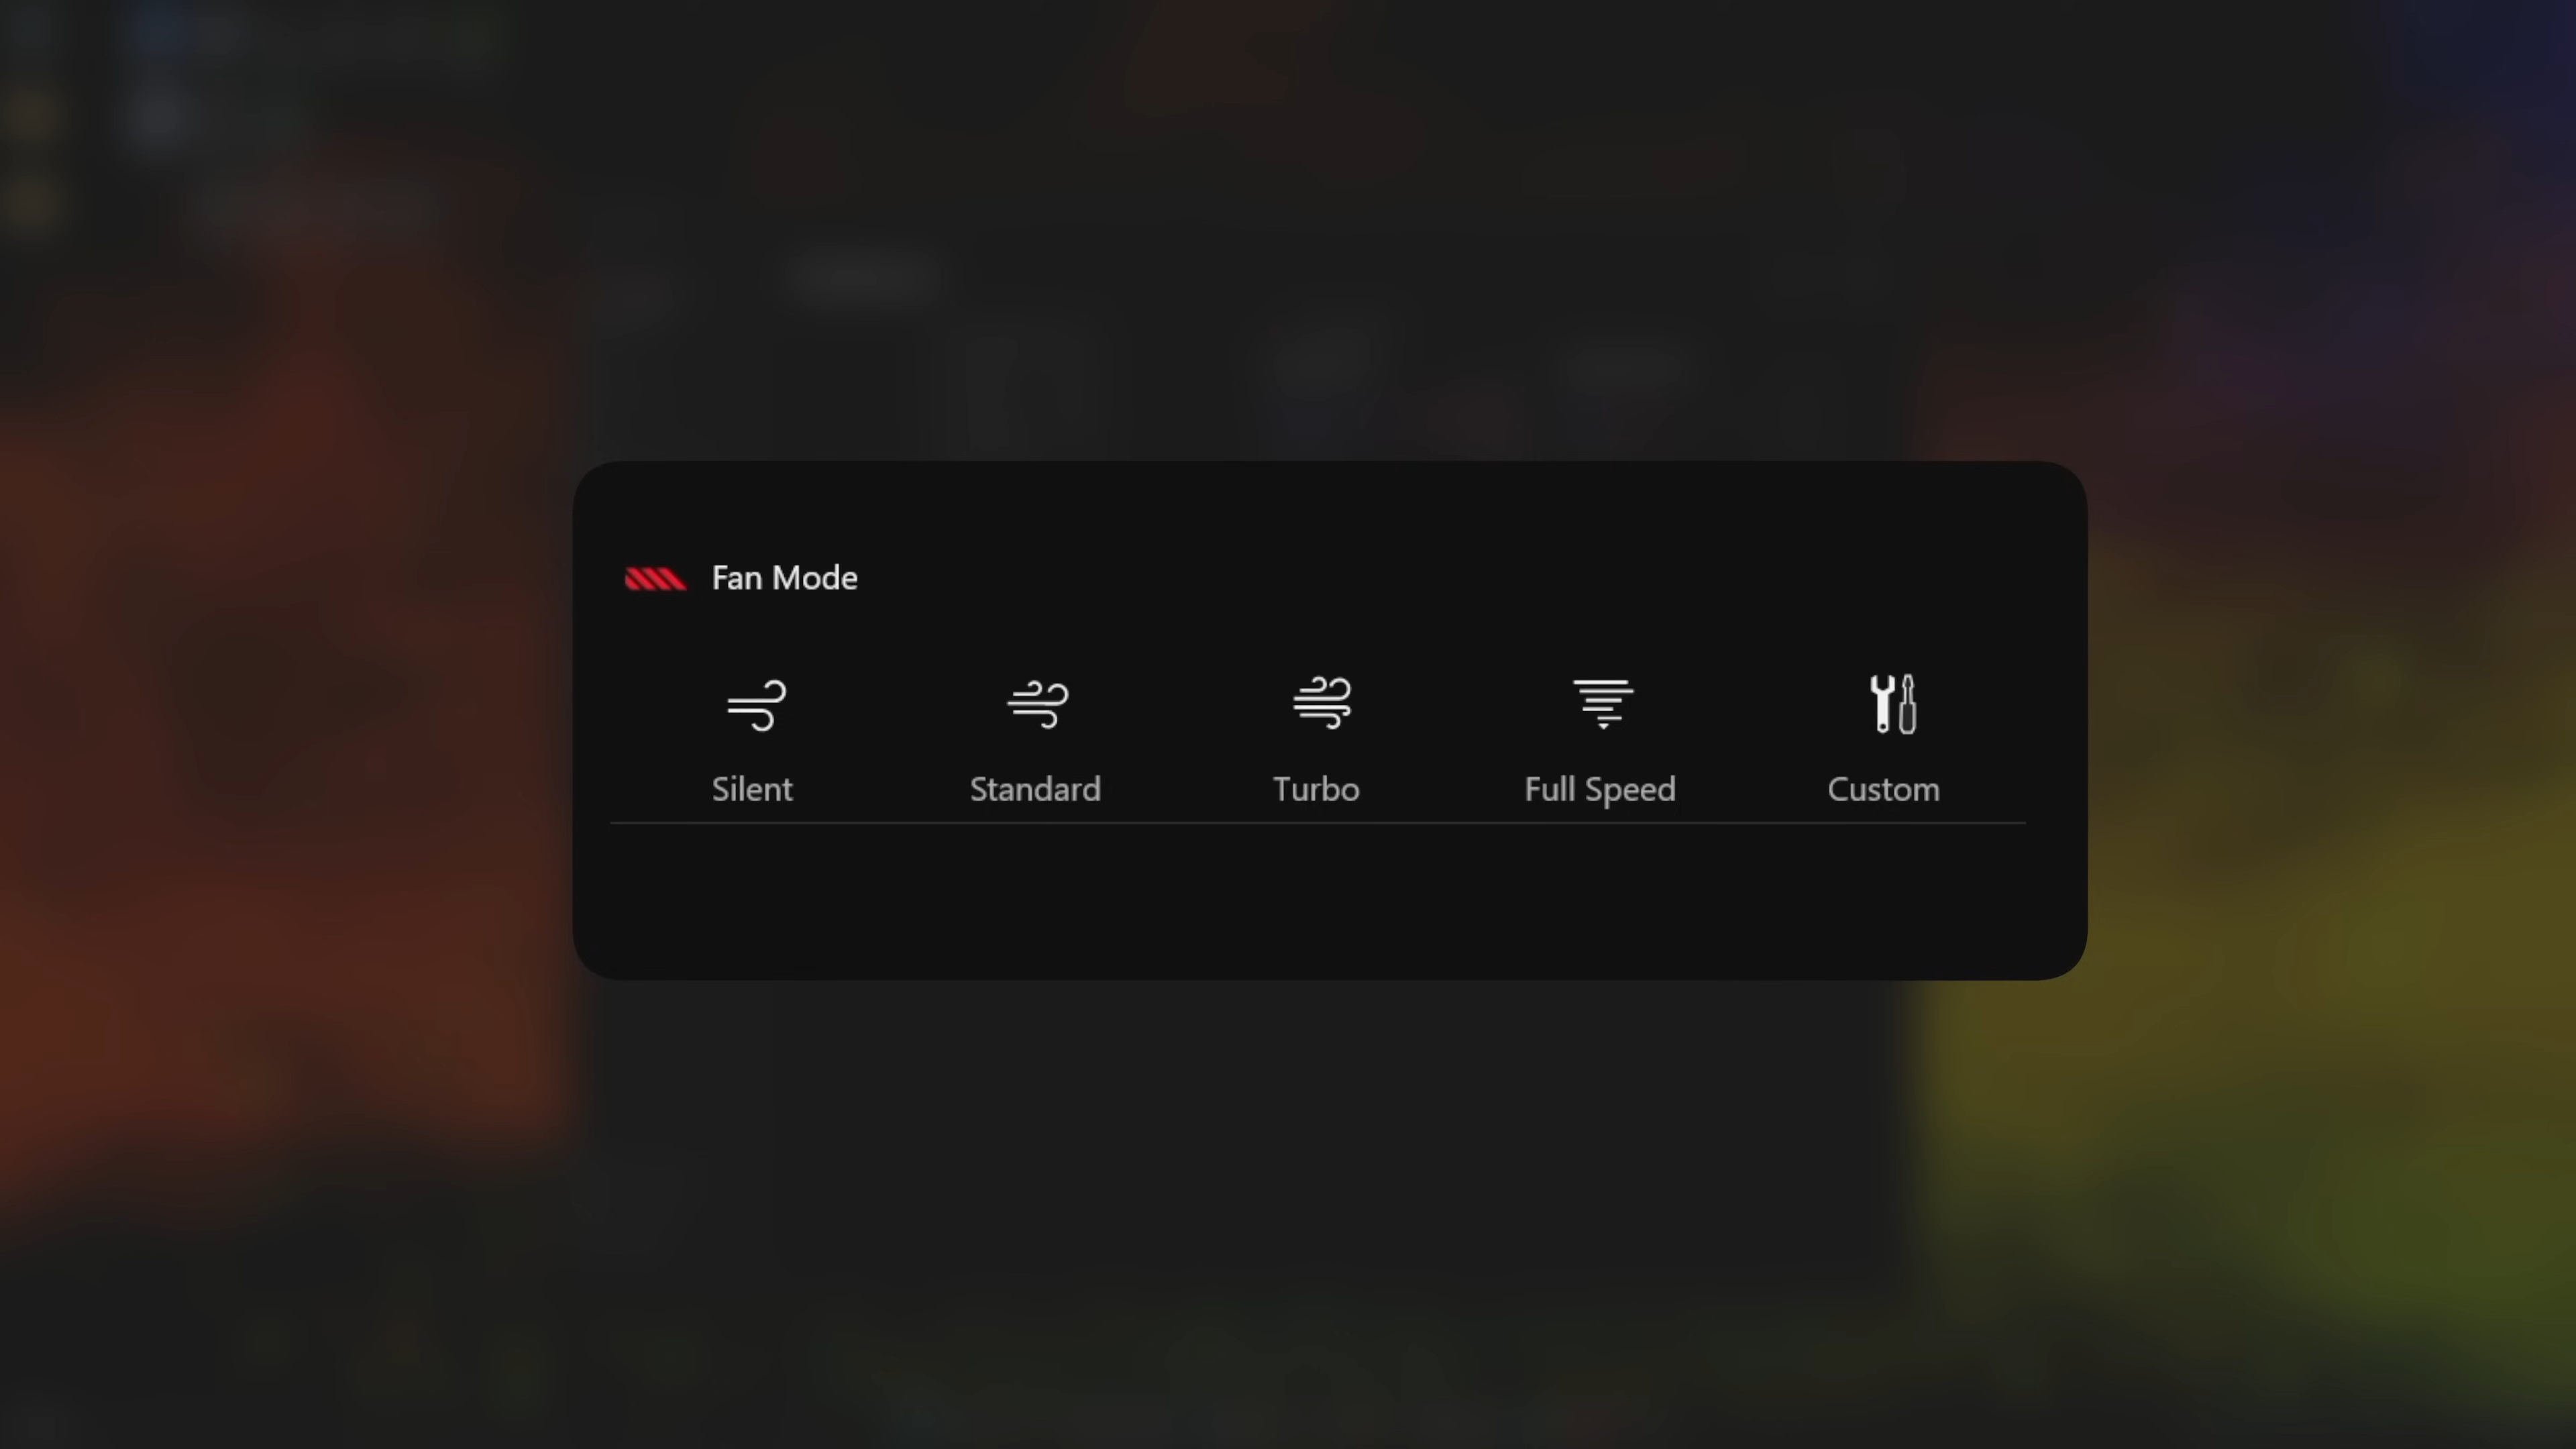 Fan Mode
Silent
Standard
Turbo
Full Speed
Custom